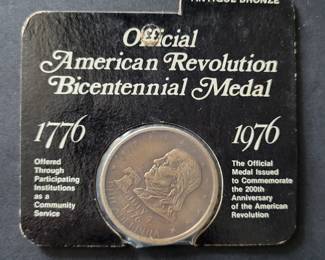 ANTIQUE BRONZE
Official
American Revolution
Bicentennial Medal
1776
1976
Offered
Through
Participating
Institutions
as a
Community
Service
The Official
Medal Issued
to Commemorate
the 200th
Anniversary
of the American
Revolution